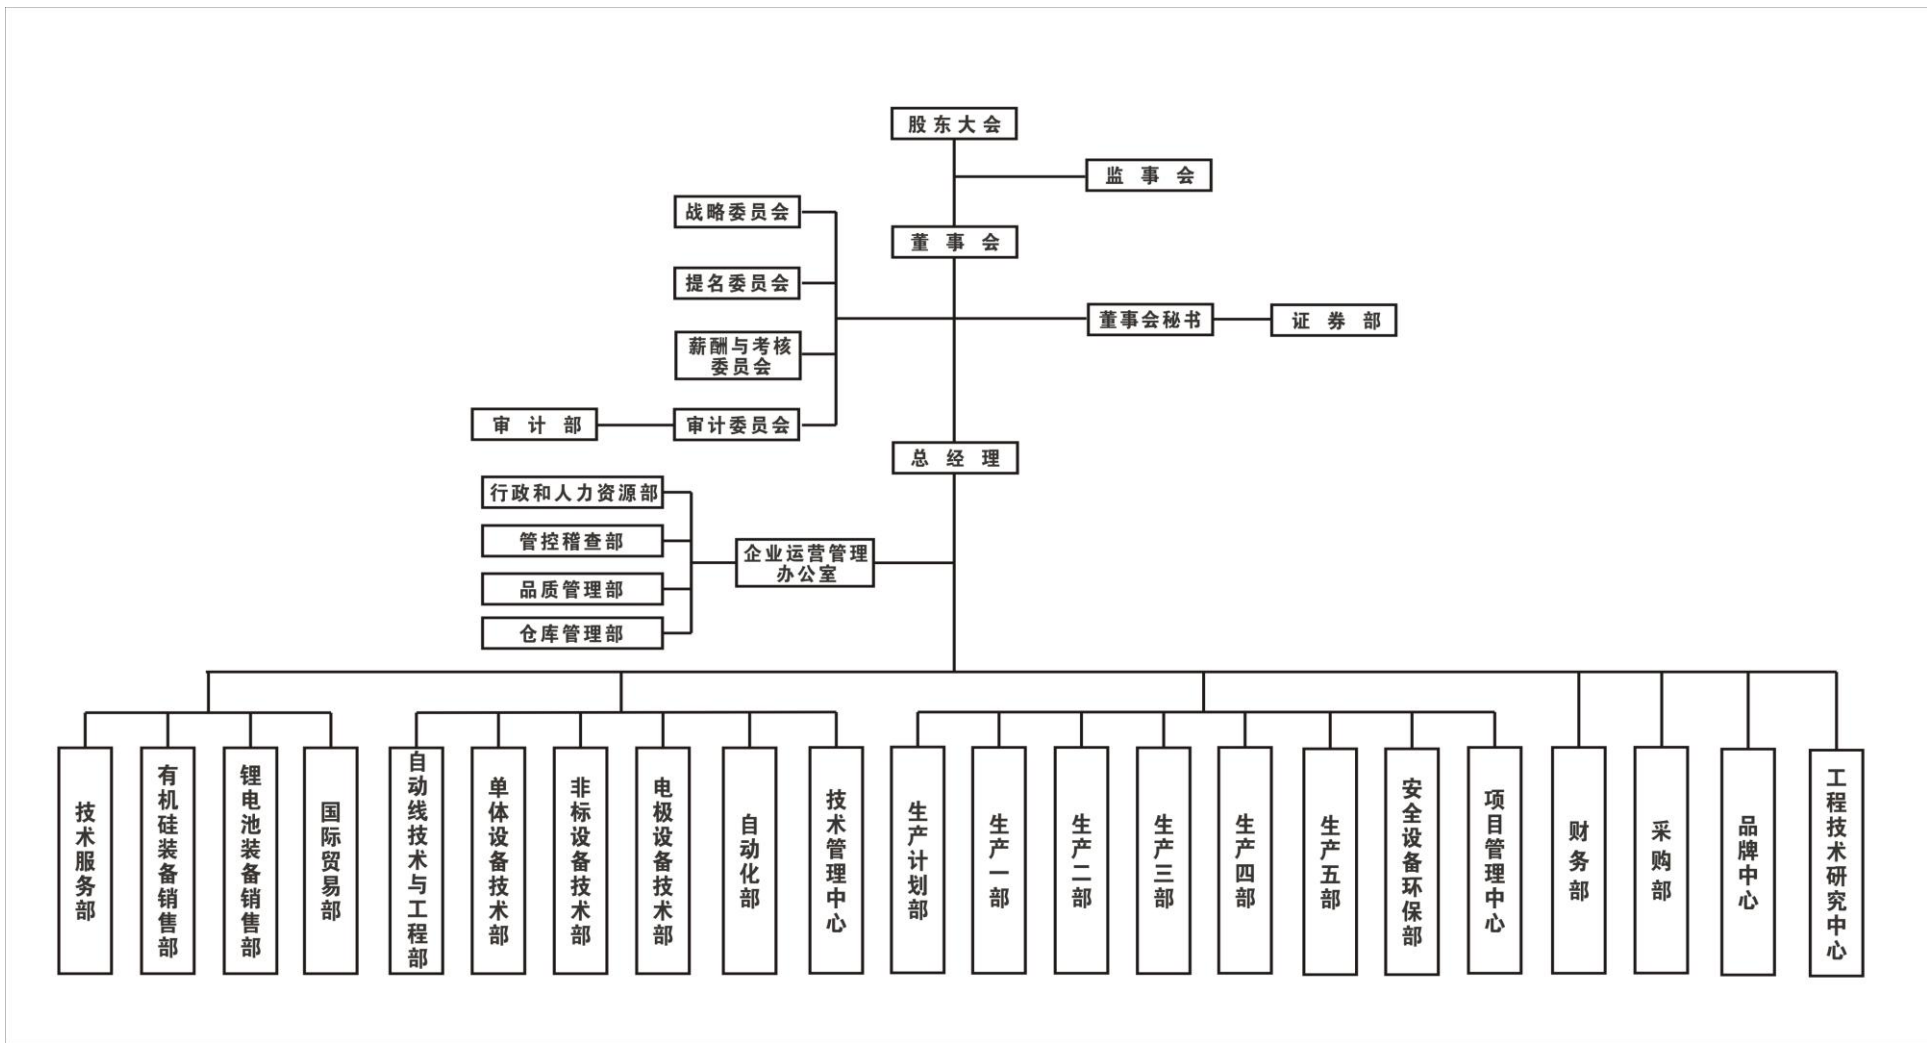 股东大会
监事会
战略委员会
董事会
提名委员会
董事会秘书
证券部
薪酬与考核
委员会
审计部
审计委员会
总经理
行政和人力资源部
管控稽查部
企业运营管理
办公室
品质管理部
仓库管理部
技术服务部
有机硅装备销售部
锂电池装备销售部
国际贸易部
自动线技术与工程部
单体设备技术部
非标设备技术部
电极设备技术部
自动化部
技术管理中心
生产计划部
生产一部
生产二部
生产三部
生产四部
生产五部
安全设备环保部
项目管理中心
财务部
采购部
品牌中心
工程技术研究中心